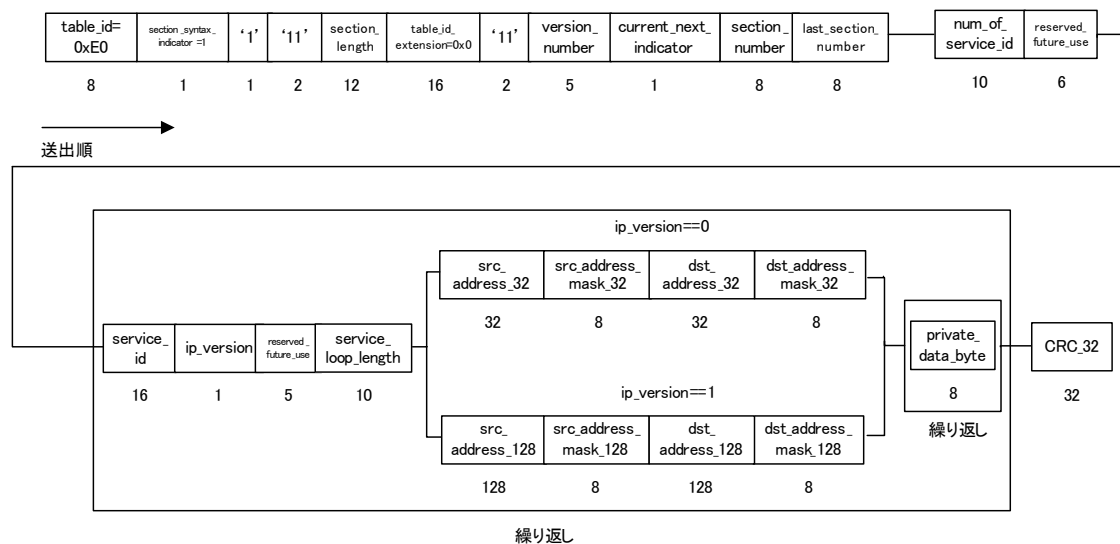 table_id=
0xE0
section_syntax_
indicator =1
‘1’
‘11’
section_
length
table_id_
extension=0x0
‘11’
version_
number
current_next_
indicator
section_
number
last_section_
number
num_of_
service_id
reserved_
future_use
8
1
1
2
12
16
2
5
1
8
8
10
6
送出順
ip_version==0
src_
address_32
src_address_
mask_32
dst_
address_32
dst_address_
mask_32
32
8
32
8
service_
id
ip_version
reserved_
future_use
service_
loop_length
16
1
5
10
private_
data_byte
8
繰り返し
CRC_32
32
ip_version==1
src_
address_128
src_address_
mask_128
dst_
address_128
dst_address_
mask_128
128
8
128
8
繰り返し